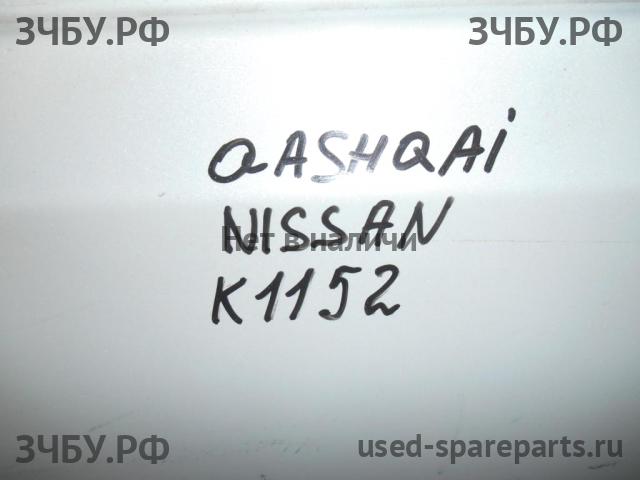 ЗЧБУ.РФ ЗЧБУ.РФ
QASHQAi
NISSAN
Нет в наличи
K1152
ЗЧБУ.РФ used-spareparts.ru